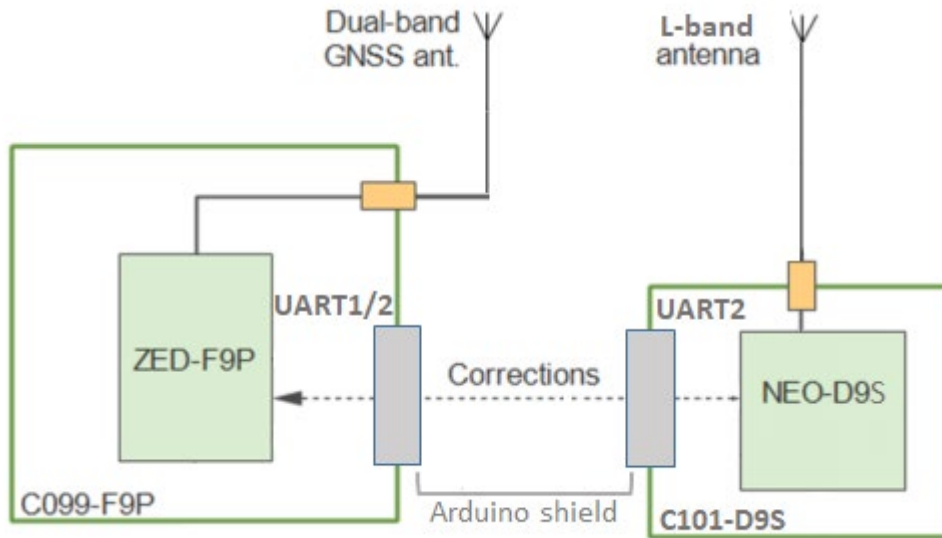 Dual-band
GNSS ant.
L-band
antenna
UART1/2
UART2
ZED-F9P
Corrections
NEO-D9S
C099-F9P
Arduino shield
C101-D9S